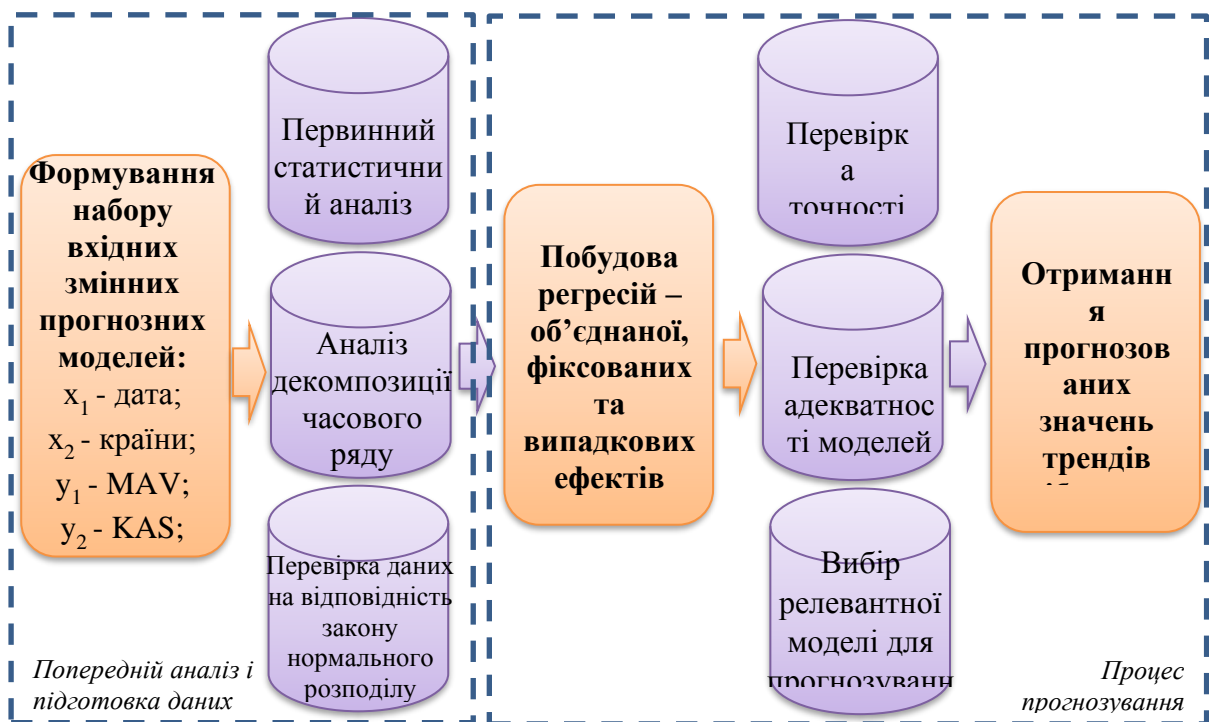 Формування
набору
вхідних
змінних
прогнозних
моделей:
x₁ - дата;
x₂ - країни;
y₁ - MAV;
y₂ - KAS;
Первинний
статистични
й аналіз
Аналіз
декомпозиції
часового
ряду
Перевірка даних
на відповідність
закону
нормального
розподілу
Попередній аналіз і
підготовка даних
Побудова
регресій –
об’єднаної,
фіксованих
та
випадкових
ефектів
Перевірк
а
точності
Перевірка
адекватнос
ті моделей
Вибір
релевантної
моделі для
прогнозуванн
Отриманн
я
прогнозов
аних
значень
трендів
Процес
прогнозування